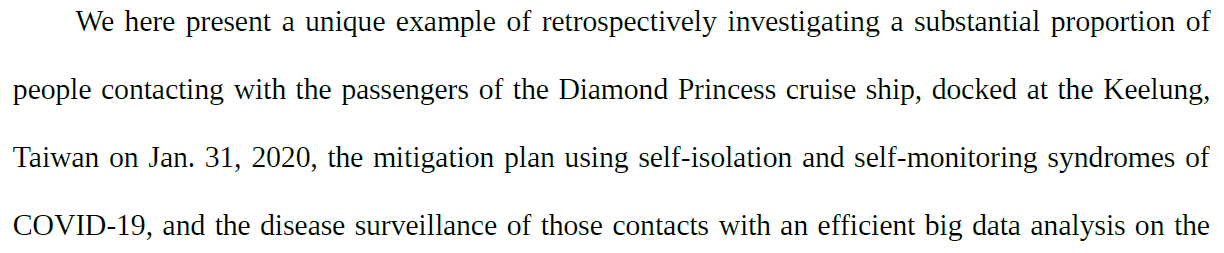 We here present a unique example of retrospectively investigating a substantial proportion of
people contacting with the passengers of the Diamond Princess cruise ship, docked at the Keelung,
Taiwan on Jan. 31, 2020, the mitigation plan using self-isolation and self-monitoring syndromes of
COVID-19, and the disease surveillance of those contacts with an efficient big data analysis on the